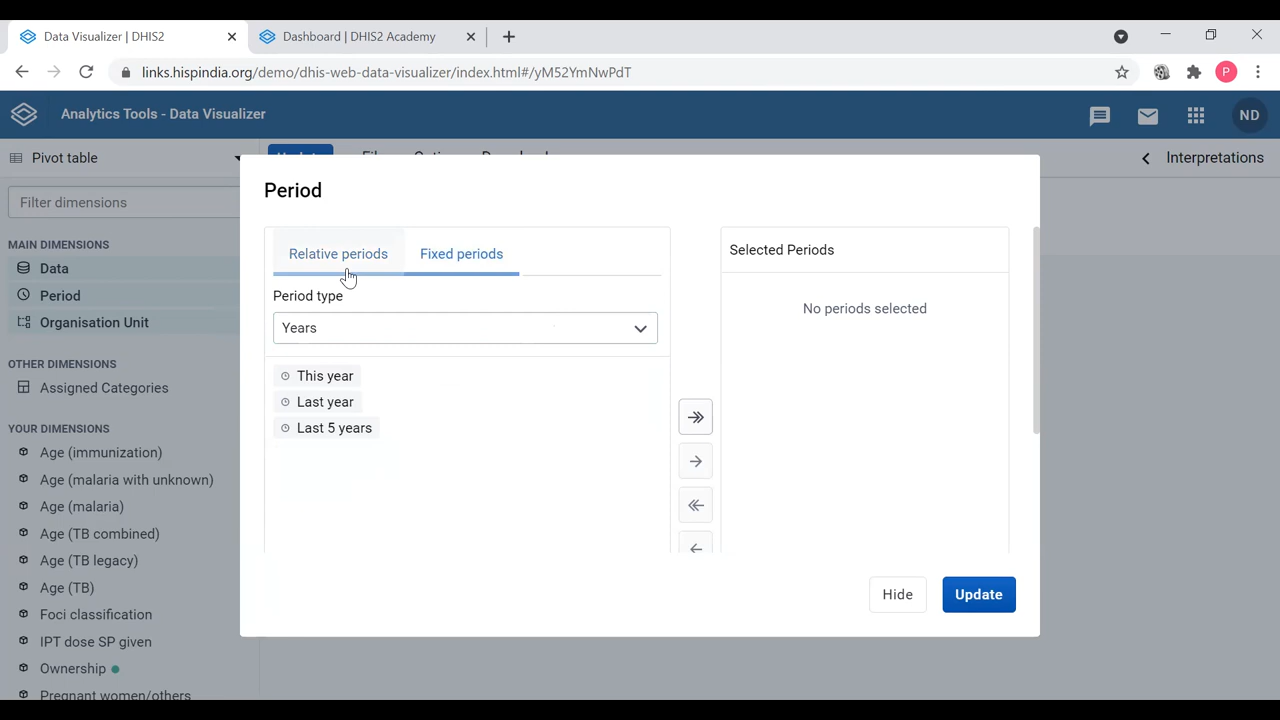 Data Visualizer | DHIS2
Dashboard | DHIS2 Academy
links.hispindia.org/demo/dhis-web-data-visualizer/index.html#/yM52YmNwPdT
P
Analytics Tools - Data Visualizer
ND
Pivot table
Interpretations
Filter dimensions
MAIN DIMENSIONS
Data
Period
Organisation Unit
OTHER DIMENSIONS
Assigned Categories
YOUR DIMENSIONS
Age (immunization)
Age (malaria with unknown)
Age (malaria)
Age (TB combined)
Age (TB legacy)
Age (TB)
Foci classification
IPT dose SP given
Ownership
Pregnant women/others
Period
Relative periods
Fixed periods
Period type
Years
This year
Last year
Last 5 years
Selected Periods
No periods selected
Hide
Update